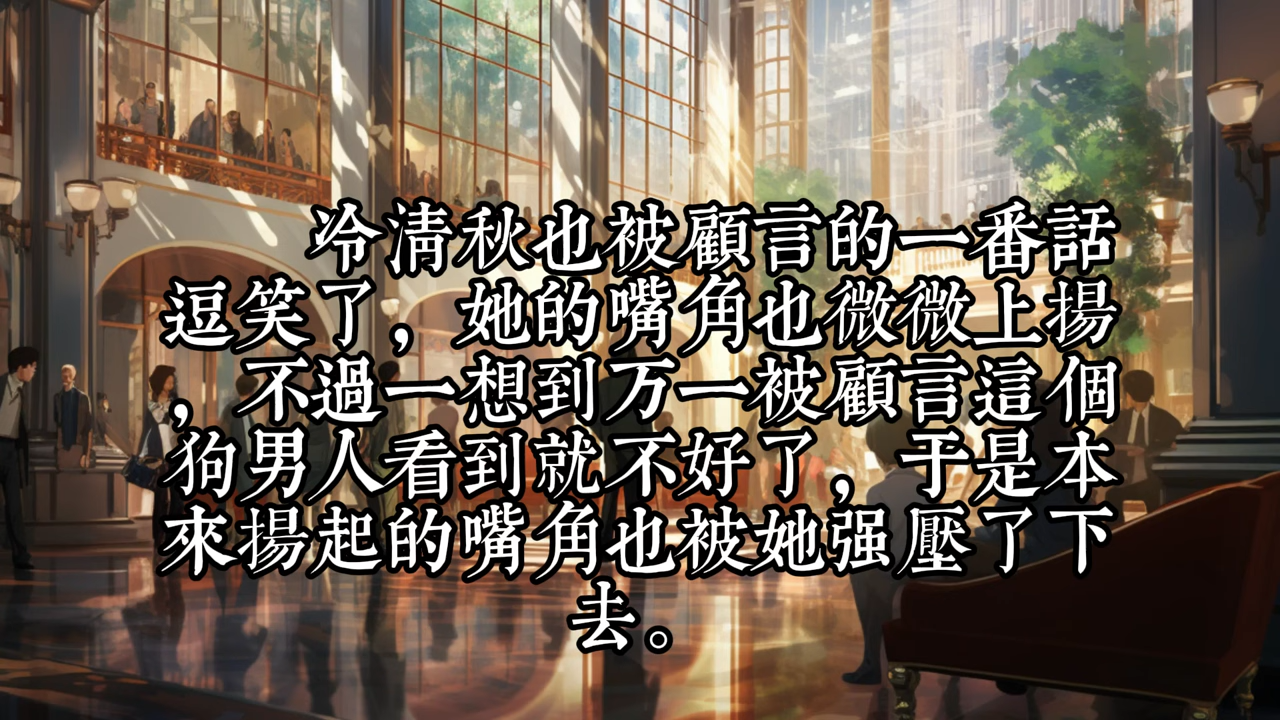 冷清秋也被顧言的一番話
逗笑了，她的嘴角也微微上揚
，不過一想到万一被顧言這個
狗男人看到就不好了，于是本
來揚起的嘴角也被她强壓了下
去。